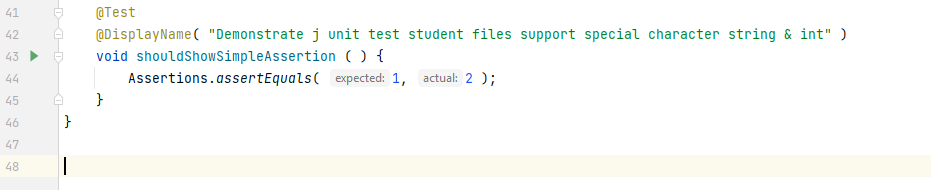 41 @Test
42 @DisplayName( "Demonstrate j unit test student files support special character string & int" )
43 void shouldShowSimpleAssertion ( ) {
44 Assertions.assertEquals( expected: 1, actual: 2 );
45 }
46 }
47
48